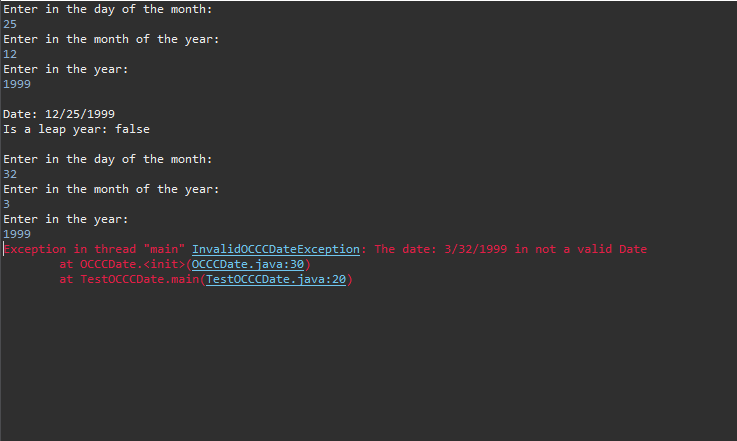 Enter in the day of the month:
25
Enter in the month of the year:
12
Enter in the year:
1999
Date: 12/25/1999
Is a leap year: false
Enter in the day of the month:
32
Enter in the month of the year:
3
Enter in the year:
1999
Exception in thread "main" InvalidOCCCDateException: The date: 3/32/1999 in not a valid Date
at OCCCDate.<init>(OCCCDate.java:30)
at TestOCCCDate.main(TestOCCCDate.java:20)